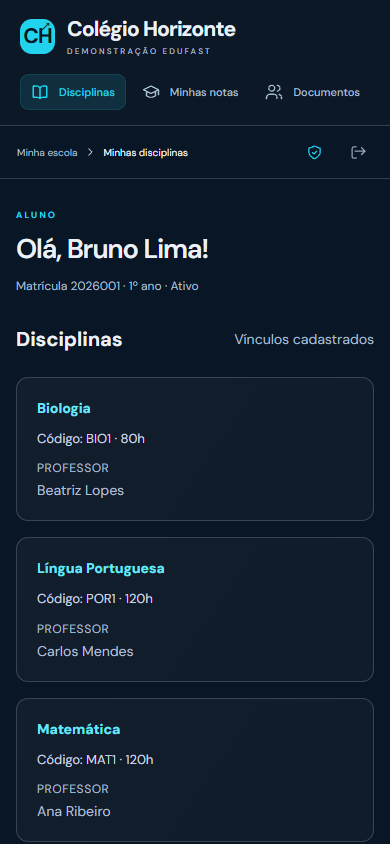 CH
Colégio Horizonte
DEMONSTRAÇÃO EDUFAST
Disciplinas Minhas notas Documentos
Minha escola Minhas disciplinas
ALUNO
Olá, Bruno Lima!
Matrícula 2026001 · 1º ano · Ativo
Disciplinas Vínculos cadastrados
Biologia
Código: BIO1 · 80h
PROFESSOR
Beatriz Lopes
Língua Portuguesa
Código: POR1 · 120h
PROFESSOR
Carlos Mendes
Matemática
Código: MAT1 · 120h
PROFESSOR
Ana Ribeiro